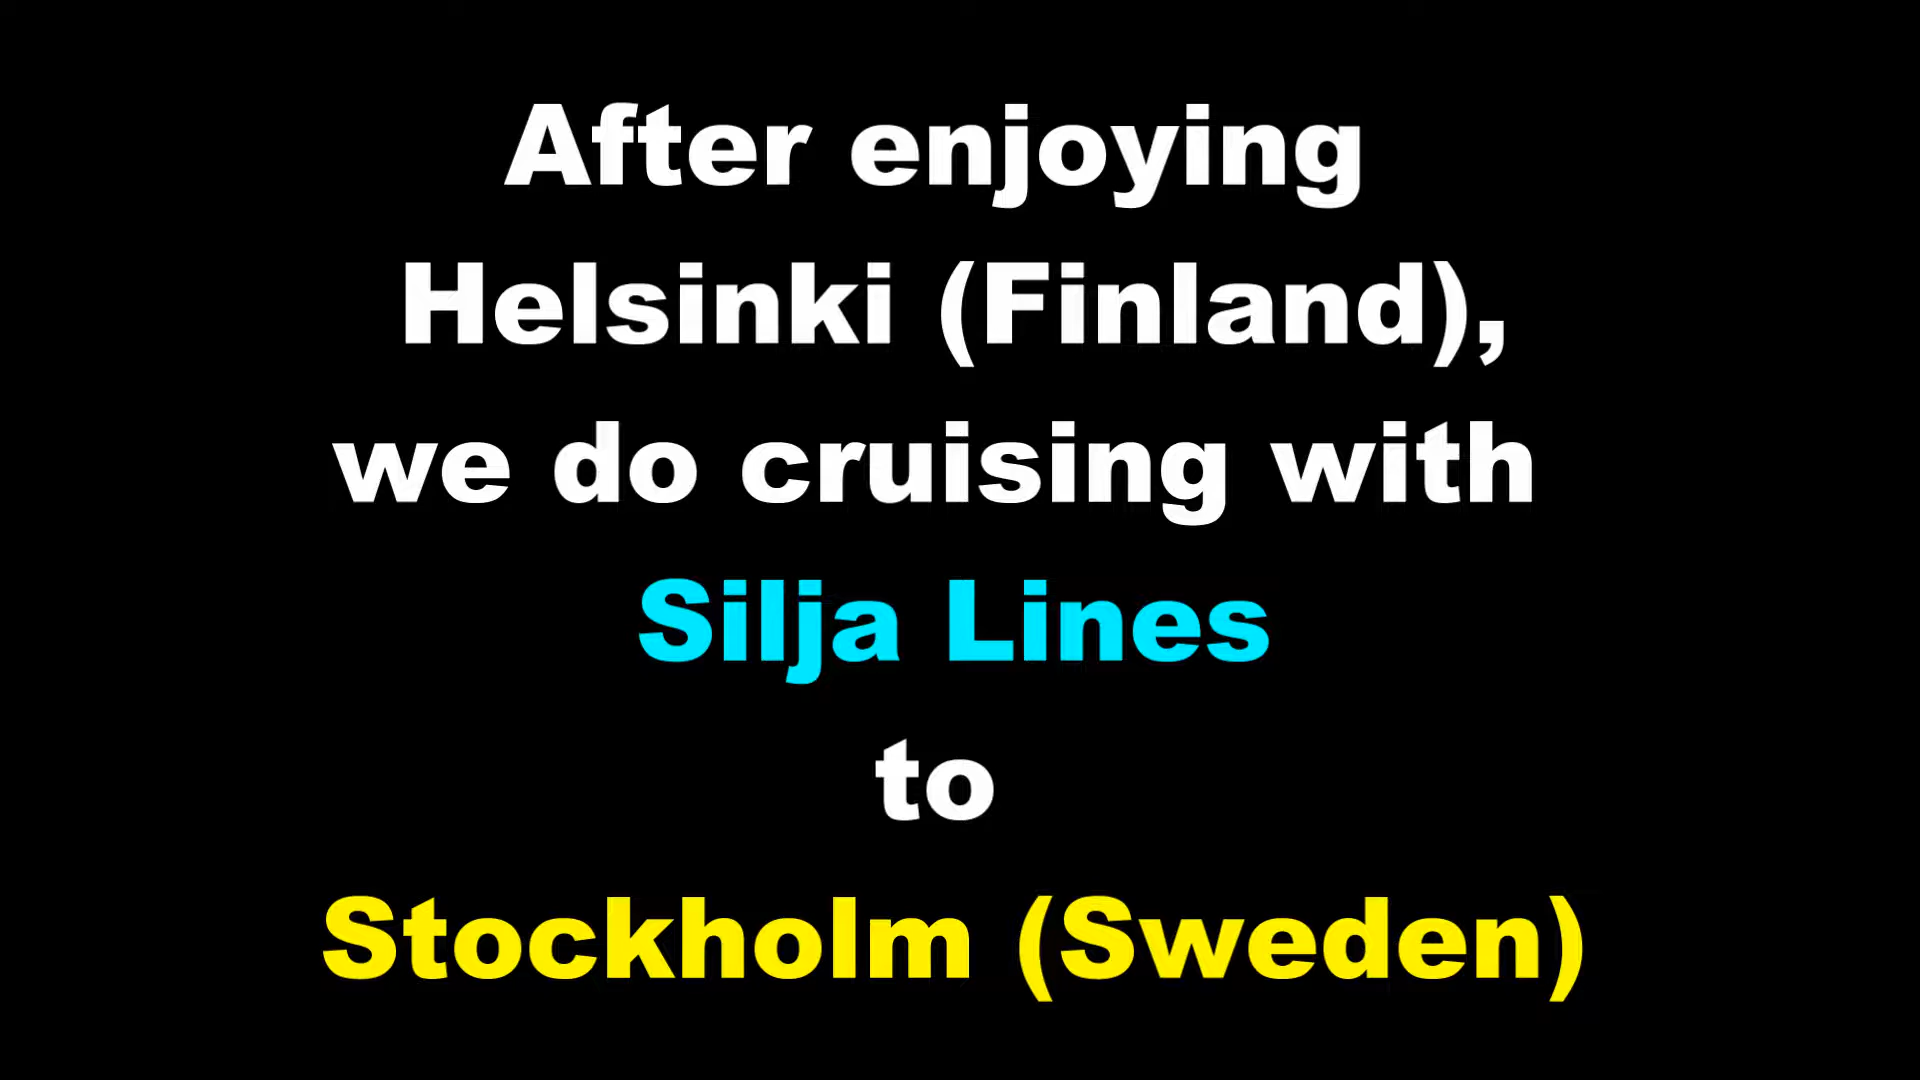 After enjoying
Helsinki (Finland),
we do cruising with
Silja Lines
to
Stockholm (Sweden)